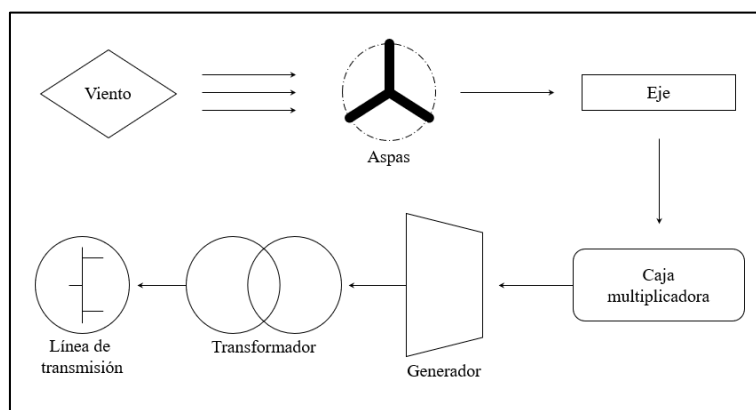 Viento
Aspas
Eje
Caja
multiplicadora
Generador
Transformador
Línea de
transmisión